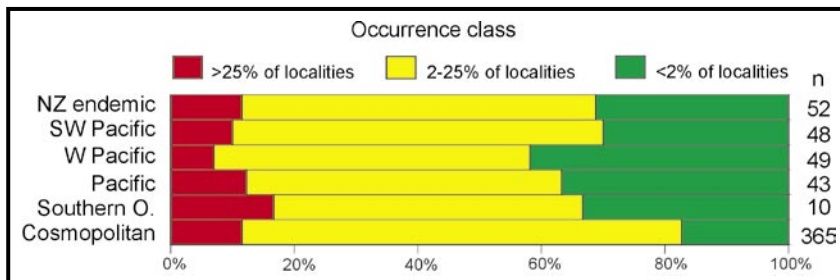 Occurrence class
>25% of localities 2-25% of localities <2% of localities n
NZ endemic 52
SW Pacific 48
W Pacific 49
Pacific 43
Southern O. 10
Cosmopolitan 365
0% 20% 40% 60% 80% 100%